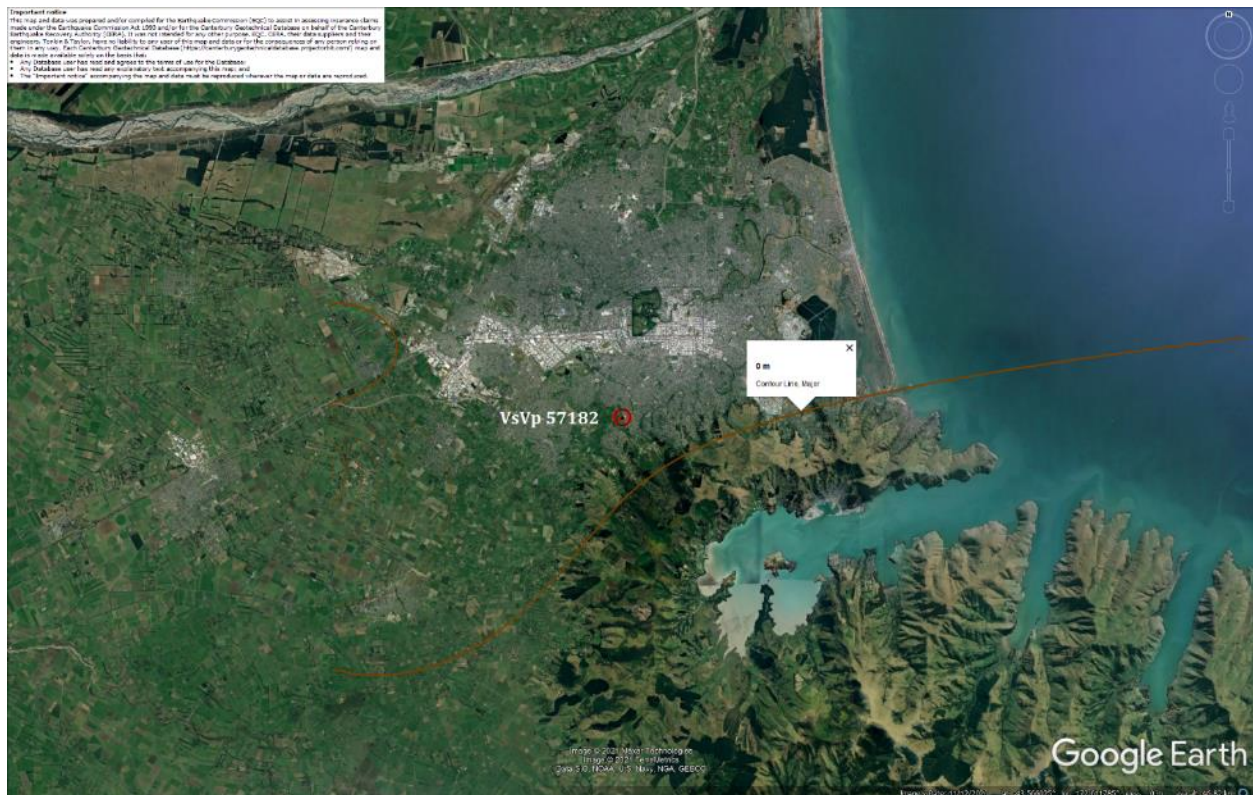 Important notice
This map and data was prepared and/or compiled for the Earthquake Commission (EQC) to assist in assessing insurance claims
made under the Earthquake Commission Act 1993 and/or for the Canterbury Geotechnical Database on behalf of the Canterbury
Earthquake Recovery Authority (CERA). It was not intended for any other purpose. EQC, CERA, their data suppliers and their
engineers, Tonkin & Taylor, have no liability to any user of this map and data or for the consequences of any person relying on
them in any way. Each Canterbury Geotechnical Database (https://canterburygeotechnicaldatabase.projectorbit.com/) map and
data is made available solely on the basis that:
• Any Database user has read and agrees to the terms of use for the Database;
• Any Database user has read any explanatory text accompanying this map; and
• The "Important notice" accompanying the map and data must be reproduced wherever the map or data are reproduced.
N
0 m
Contour Line, Major
VsVp 57182
Image © 2021 Maxar Technologies
Image © 2021 TerraMetrics
Data SIO, NOAA, U.S. Navy, NGA, GEBCO
Google Earth